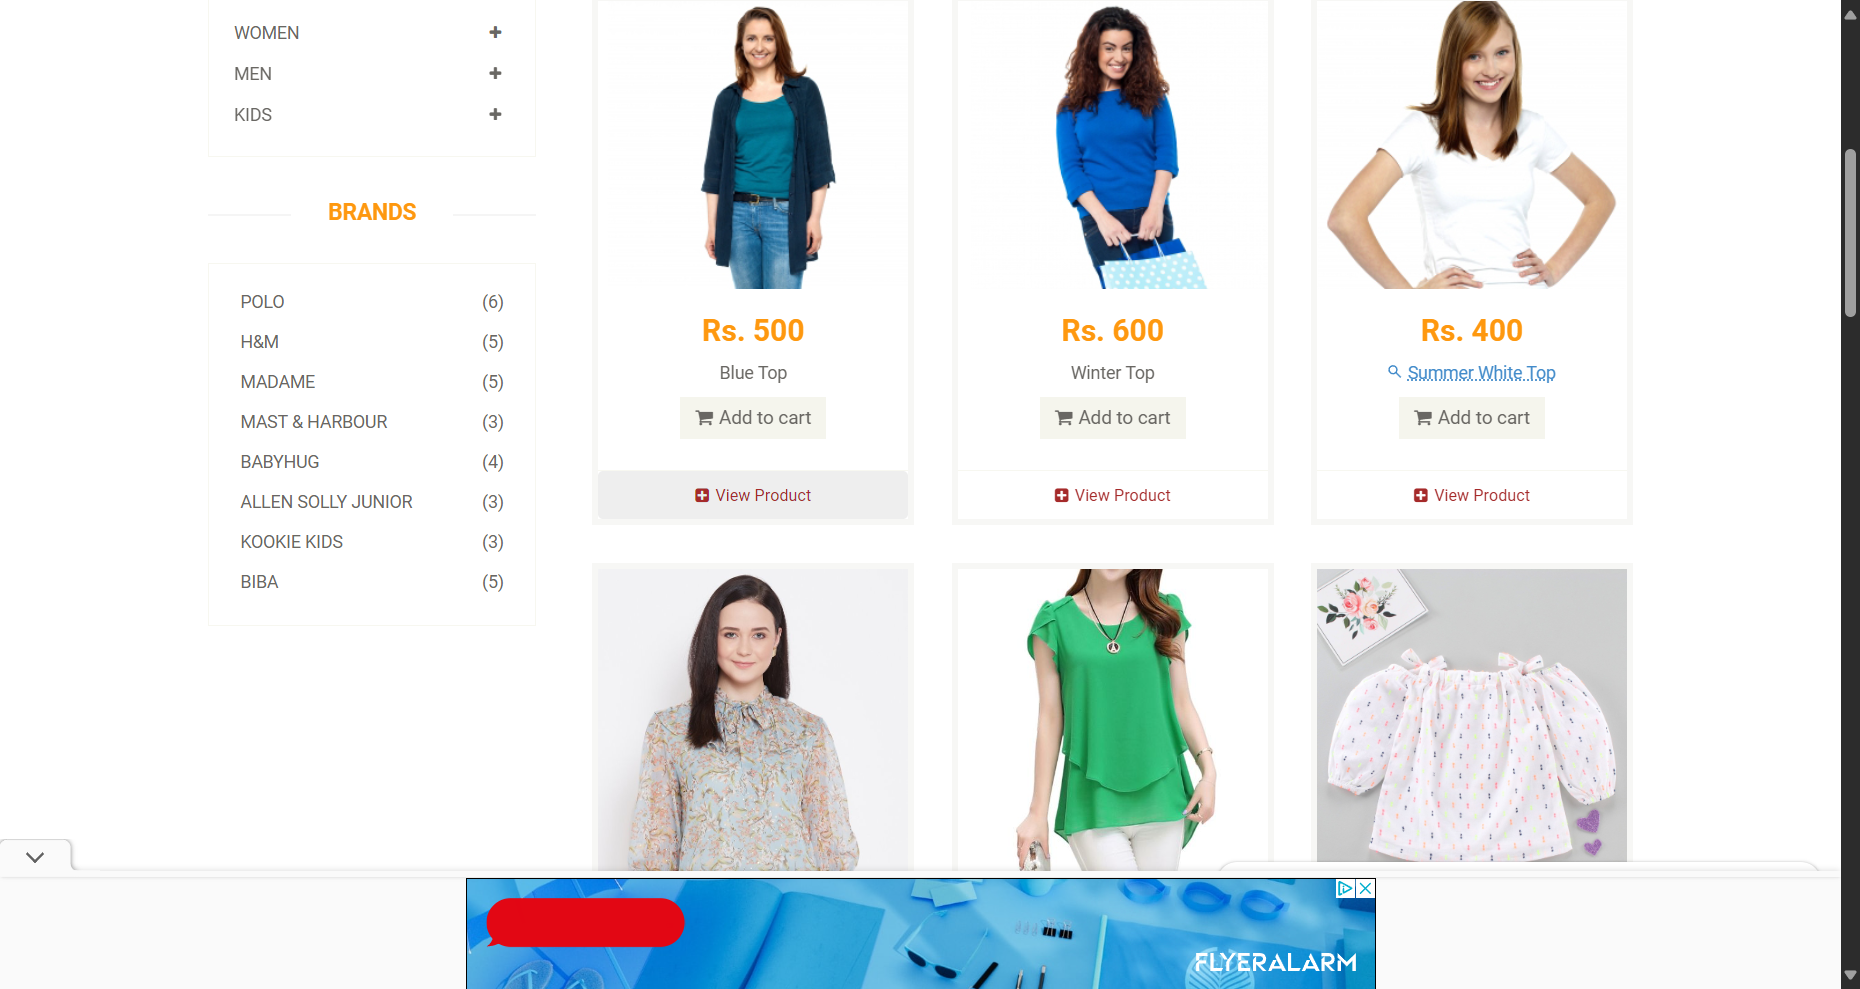 WOMEN
MEN
KIDS
BRANDS
POLO (6)
H&M (5)
MADAME (5)
MAST & HARBOUR (3)
BABYHUG (4)
ALLEN SOLLY JUNIOR (3)
KOOKIE KIDS (3)
BIBA (5)
Rs. 500
Blue Top
Add to cart
View Product
Rs. 600
Winter Top
Add to cart
View Product
Rs. 400
Summer White Top
Add to cart
View Product
FLYERALARM